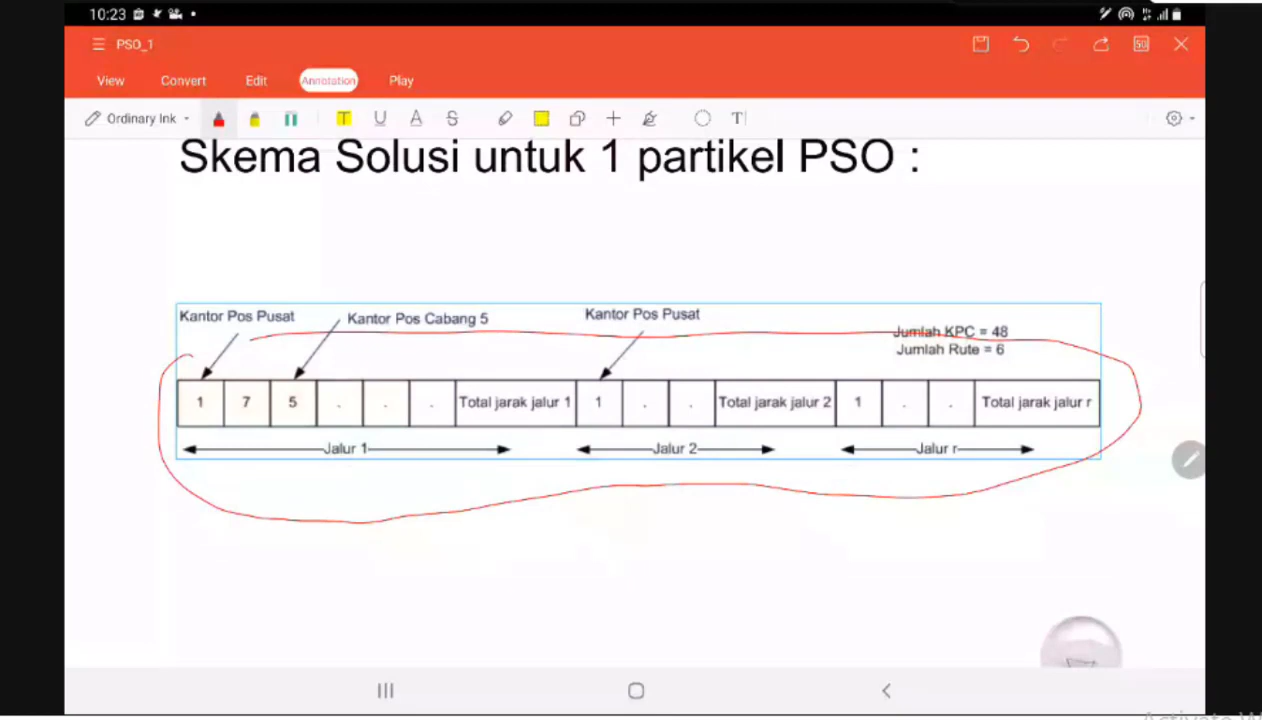 10:23
PSO_1
View Convert Edit Annotation Play
Ordinary Ink
Skema Solusi untuk 1 partikel PSO :
Kantor Pos Pusat Kantor Pos Cabang 5 Kantor Pos Pusat
Jumlah KPC = 48
Jumlah Rute = 6
1 7 5 . . . Total jarak jalur 1 1 . . Total jarak jalur 2 1 . . Total jarak jalur r
Jalur 1 Jalur 2 Jalur r